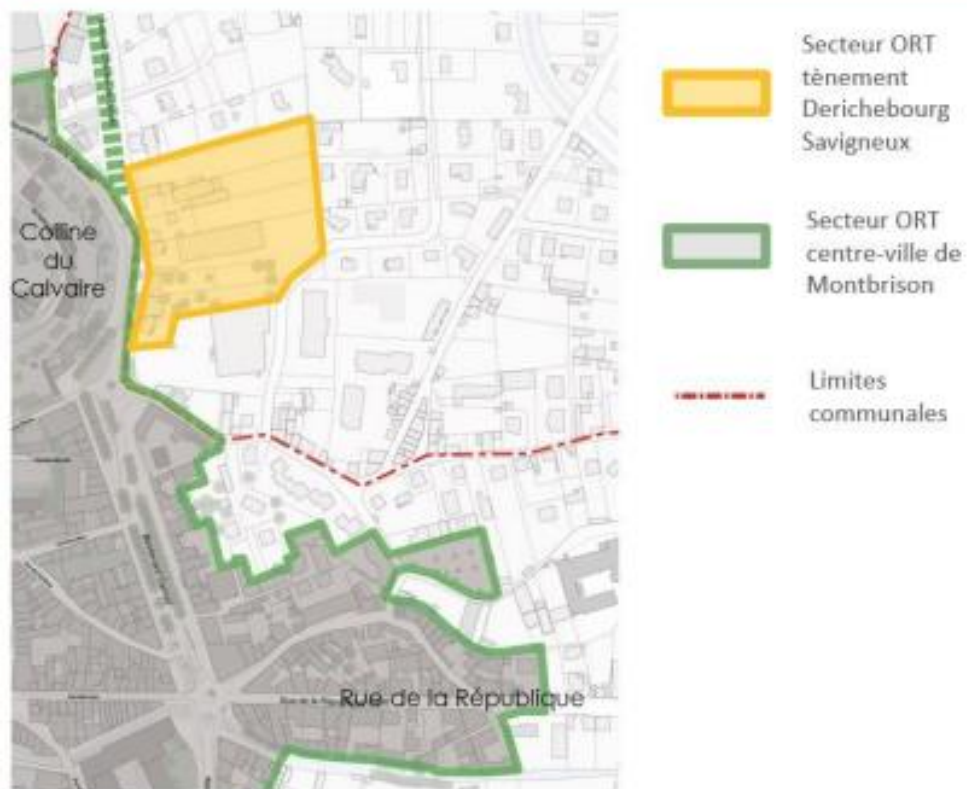 Secteur ORT
tènement
Derichebourg
Savigneux
Secteur ORT
centre-ville de
Montbrison
Limites
communales
Colline
du
Calvaire
Rue de la République